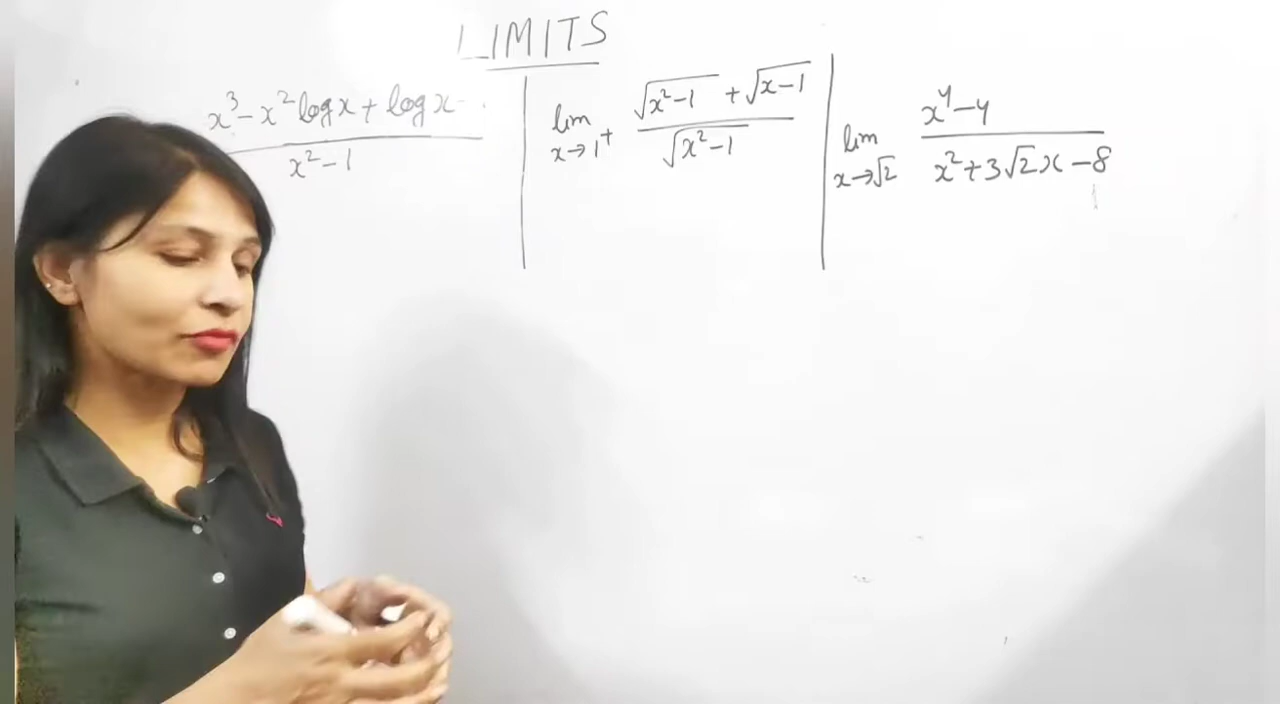 LIMITS
x³ - x² log x + log x -
x² - 1
lim x→1⁺ √(x²-1) + √(x-1)
√(x²-1)
lim x→√2 x⁴ - 4
x² + 3√2x - 8